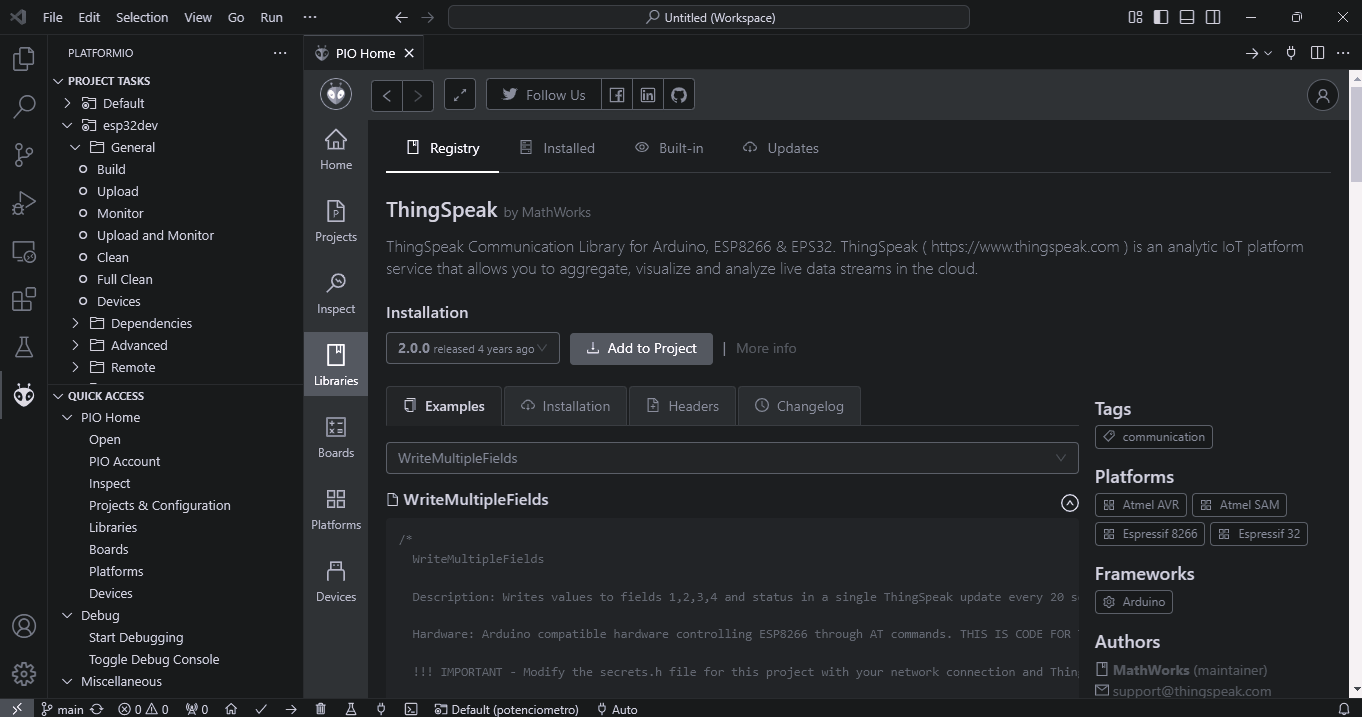 File Edit Selection View Go Run ··· Untitled (Workspace)
PLATFORMIO ···
PIO Home
PROJECT TASKS
Default
esp32dev
General
Build
Upload
Monitor
Upload and Monitor
Clean
Full Clean
Devices
Dependencies
Advanced
Remote
QUICK ACCESS
PIO Home
Open
PIO Account
Inspect
Projects & Configuration
Libraries
Boards
Platforms
Devices
Debug
Start Debugging
Toggle Debug Console
Miscellaneous
Follow Us
Home
Projects
Inspect
Libraries
Boards
Platforms
Devices
Registry Installed Built-in Updates
ThingSpeak by MathWorks
ThingSpeak Communication Library for Arduino, ESP8266 & EPS32. ThingSpeak ( https://www.thingspeak.com ) is an analytic IoT platform
service that allows you to aggregate, visualize and analyze live data streams in the cloud.
Installation
2.0.0 released 4 years ago Add to Project | More info
Examples Installation Headers Changelog
WriteMultipleFields
WriteMultipleFields
/*
WriteMultipleFields
Description: Writes values to fields 1,2,3,4 and status in a single ThingSpeak update every 20 s
Hardware: Arduino compatible hardware controlling ESP8266 through AT commands. THIS IS CODE FOR
!!! IMPORTANT - Modify the secrets.h file for this project with your network connection and Thin
Tags
communication
Platforms
Atmel AVR Atmel SAM
Espressif 8266 Espressif 32
Frameworks
Arduino
Authors
MathWorks (maintainer)
support@thingspeak.com
main 0 0 0 Default (potenciometro) Auto